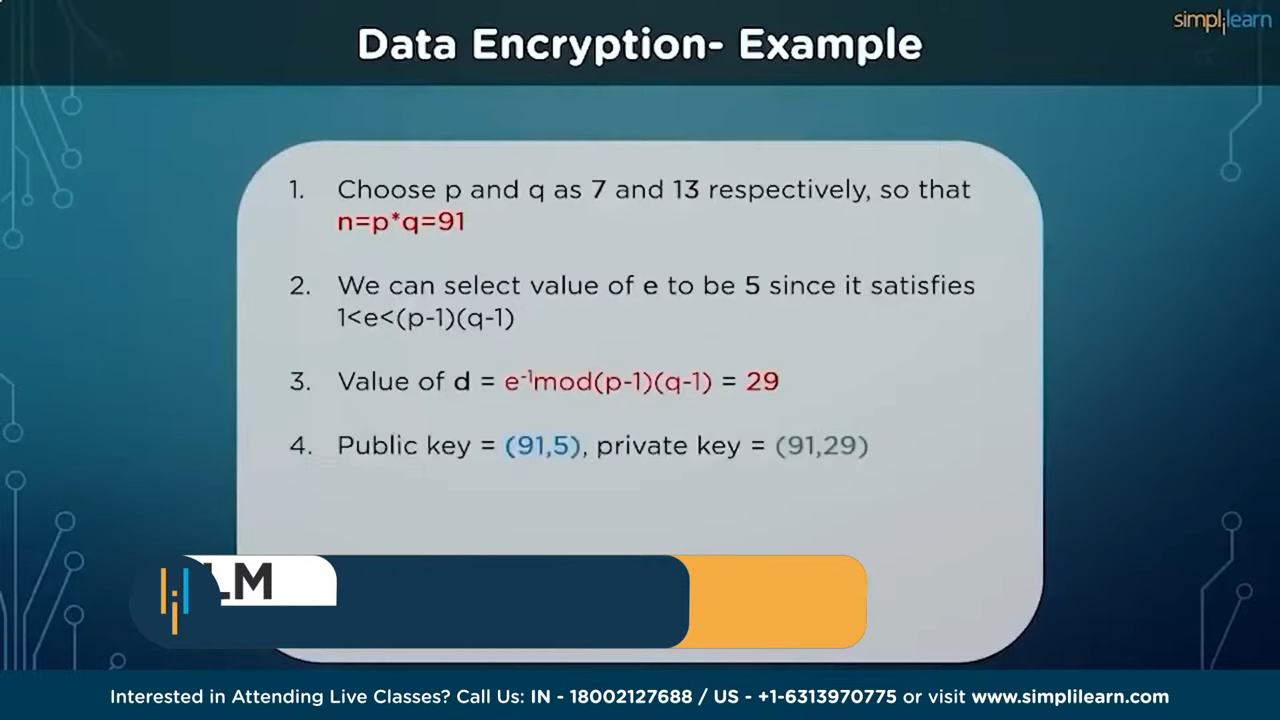 simplilearn
Data Encryption- Example
1. Choose p and q as 7 and 13 respectively, so that
n=p*q=91
2. We can select value of e to be 5 since it satisfies
1<e<(p-1)(q-1)
3. Value of d = e⁻¹mod(p-1)(q-1) = 29
4. Public key = (91,5), private key = (91,29)
LM
Interested in Attending Live Classes? Call Us: IN - 18002127688 / US - +1-6313970775 or visit www.simplilearn.com